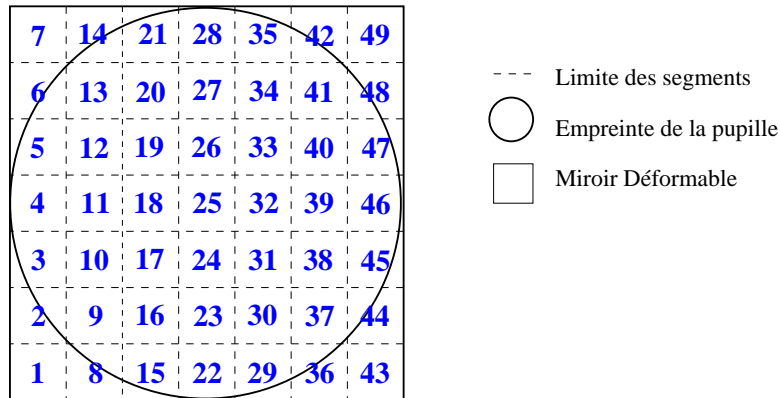 7 14 21 28 35 42 49
6 13 20 27 34 41 48
5 12 19 26 33 40 47
4 11 18 25 32 39 46
3 10 17 24 31 38 45
2 9 16 23 30 37 44
1 8 15 22 29 36 43
Limite des segments
Empreinte de la pupille
Miroir Déformable